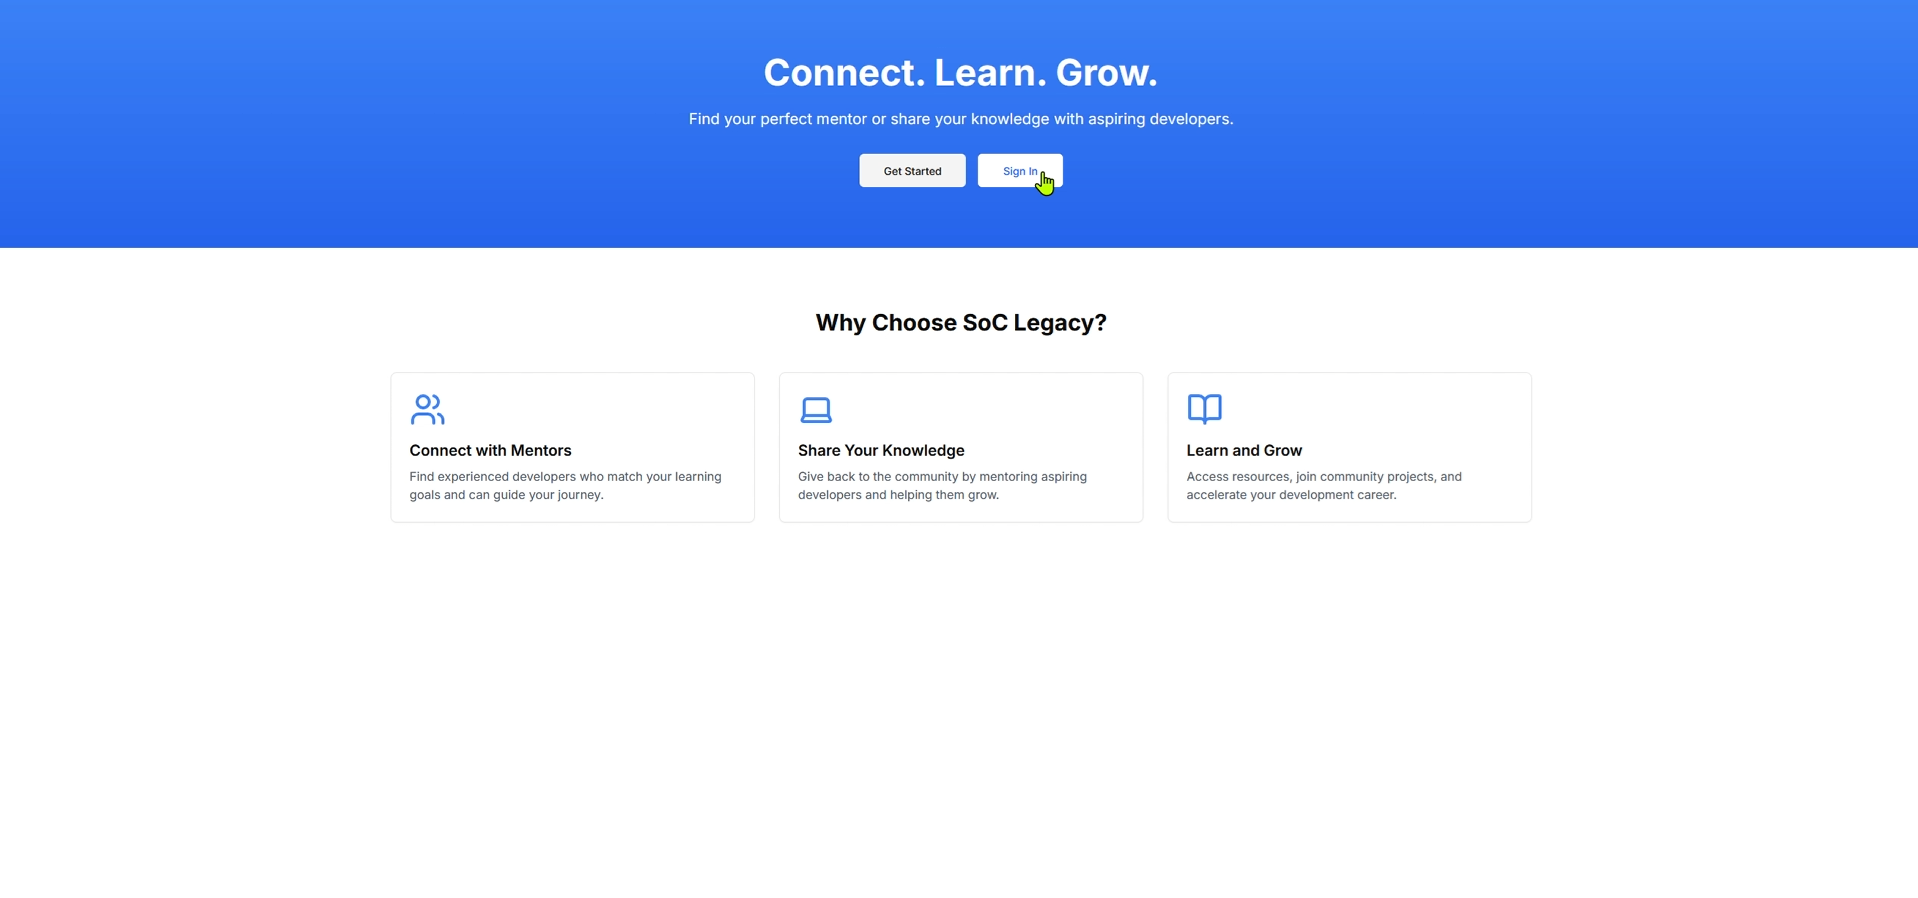 Connect. Learn. Grow.
Find your perfect mentor or share your knowledge with aspiring developers.
Get Started
Sign In
Why Choose SoC Legacy?
Connect with Mentors
Find experienced developers who match your learning
goals and can guide your journey.
Share Your Knowledge
Give back to the community by mentoring aspiring
developers and helping them grow.
Learn and Grow
Access resources, join community projects, and
accelerate your development career.